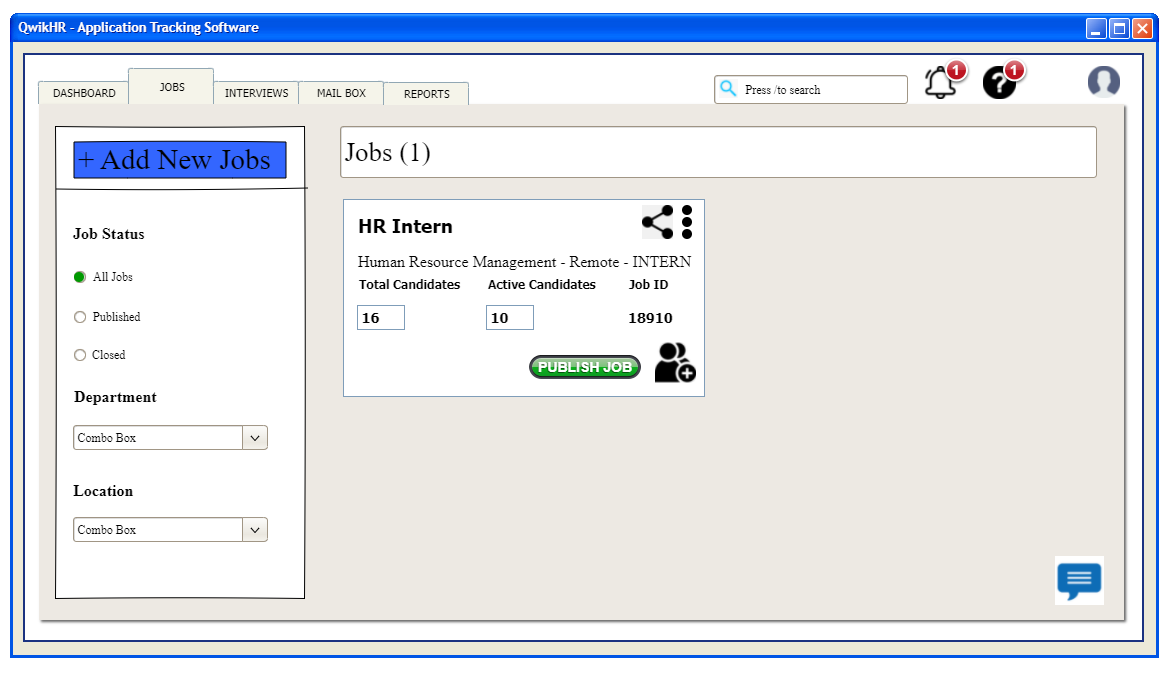 QwikHR - Application Tracking Software
DASHBOARD
JOBS
INTERVIEWS
MAIL BOX
REPORTS
Press /to search
1
1
+ Add New Jobs
Jobs (1)
Job Status
All Jobs
Published
Closed
Department
Combo Box
Location
Combo Box
HR Intern
Human Resource Management - Remote - INTERN
Total Candidates Active Candidates Job ID
16 10 18910
PUBLISH JOB